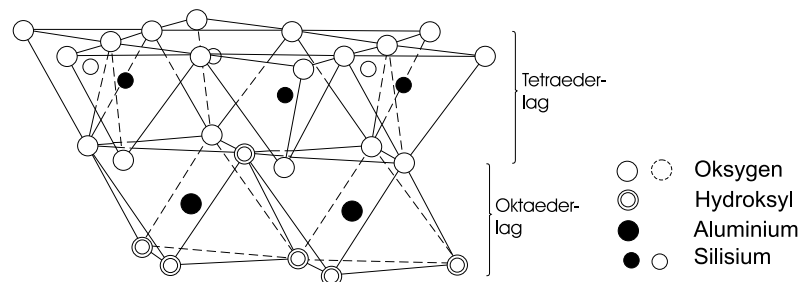 Tetraeder-
lag
Oktaeder-
lag
Oksygen
Hydroksyl
Aluminium
Silisium